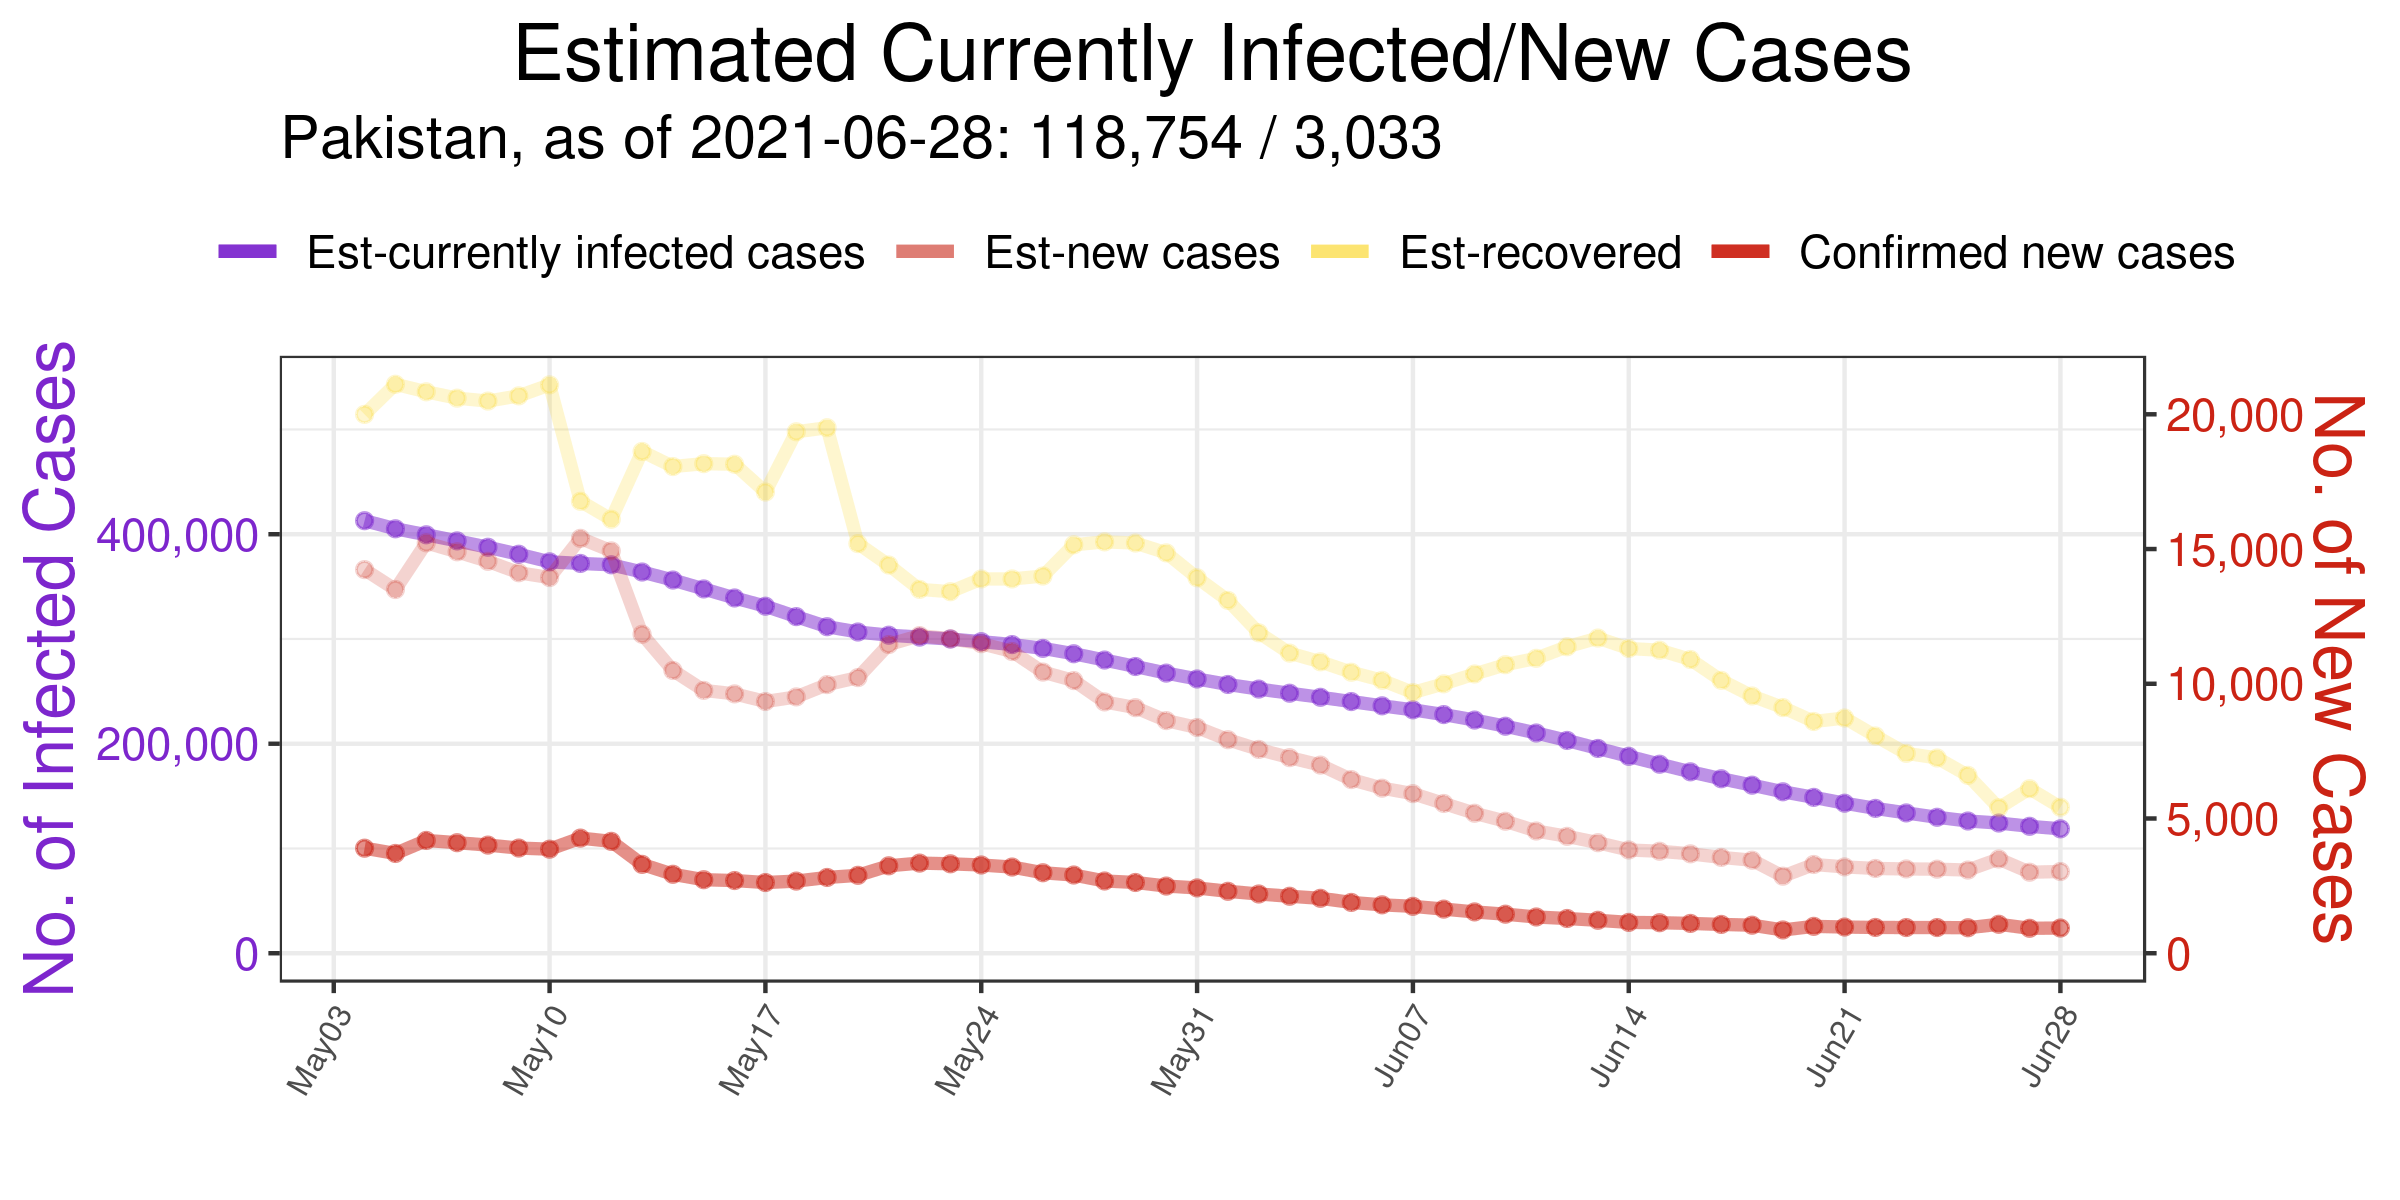 Estimated Currently Infected/New Cases
Pakistan, as of 2021-06-28: 118,754 / 3,033
Est-currently infected cases Est-new cases Est-recovered Confirmed new cases
No. of Infected Cases
400,000
200,000
0
20,000
15,000
10,000
5,000
0
No. of New Cases
May03 May10 May17 May24 May31 Jun07 Jun14 Jun21 Jun28